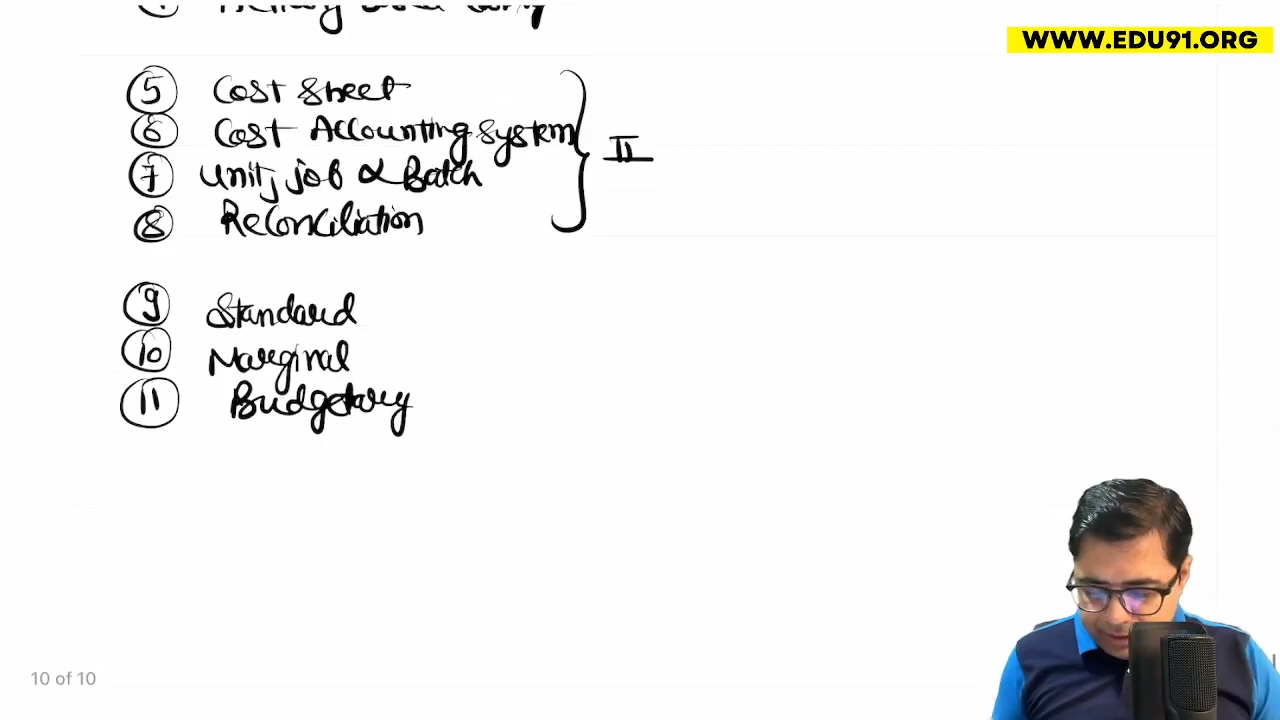 WWW.EDU91.ORG
5 Cost Sheet
6 Cost Accounting System
7 Unit, job & Batch
8 Reconciliation
II
9 Standard
10 Marginal
11 Budgetary
10 of 10